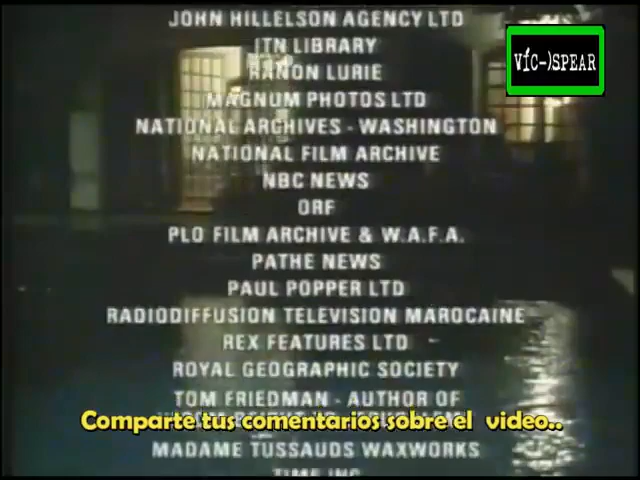 JOHN HILLELSON AGENCY LTD
VÍC-)SPEAR
ITN LIBRARY
RANON LURIE
MAGNUM PHOTOS LTD
NATIONAL ARCHIVES - WASHINGTON
NATIONAL FILM ARCHIVE
NBC NEWS
ORF
PLO FILM ARCHIVE & W.A.F.A.
PATHE NEWS
PAUL POPPER LTD
RADIODIFFUSION TELEVISION MAROCAINE
REX FEATURES LTD
ROYAL GEOGRAPHIC SOCIETY
TOM FRIEDMAN - AUTHOR OF
Comparte tus comentarios sobre el video..
MADAME TUSSAUDS WAXWORKS
TIME INC